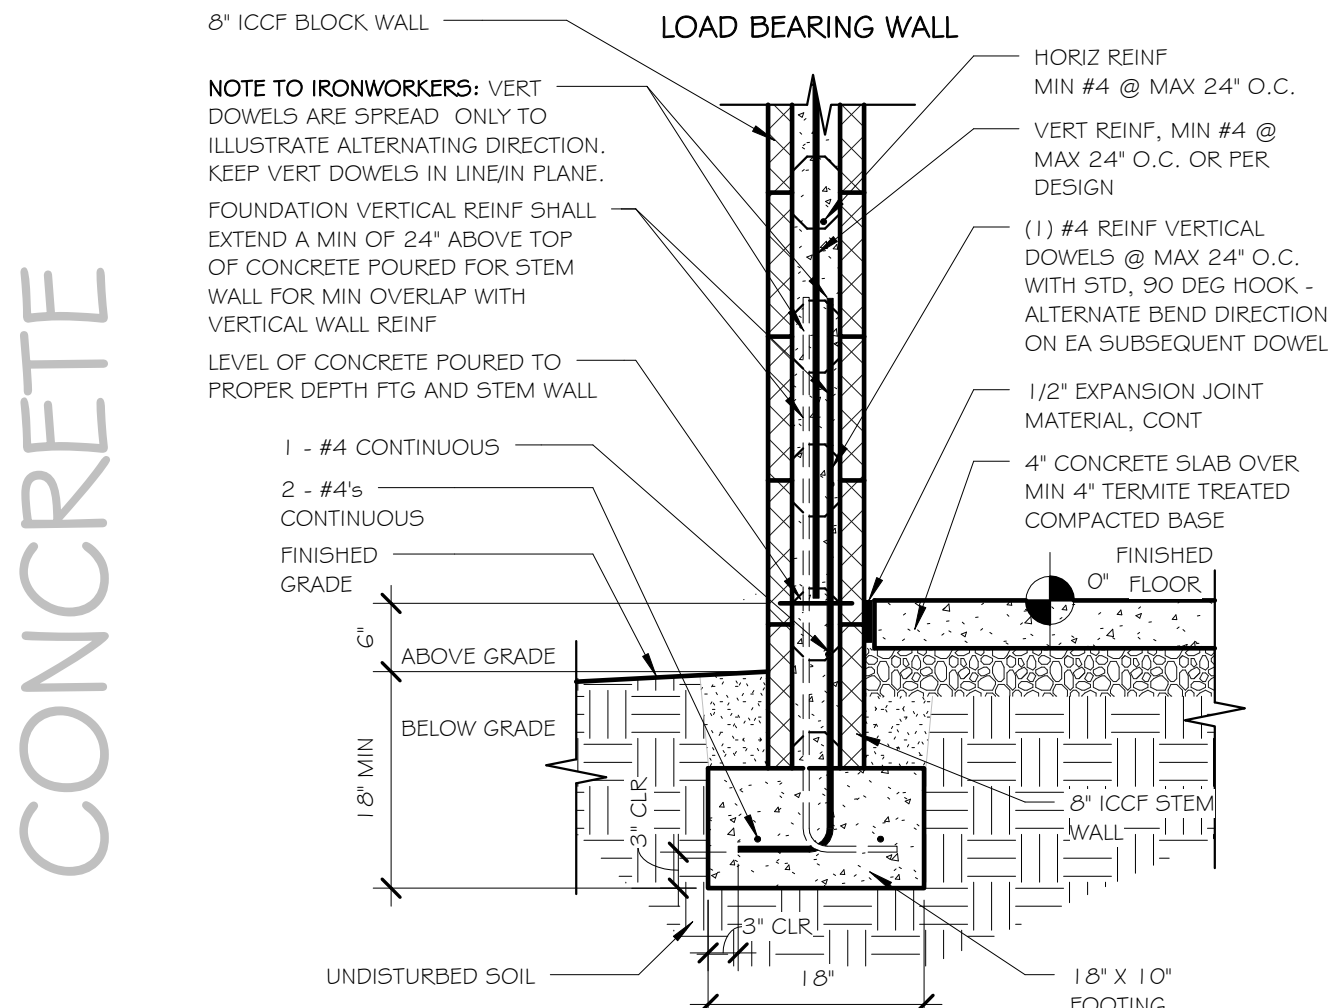 CONCRETE
LOAD BEARING WALL
8" ICCF BLOCK WALL
NOTE TO IRONWORKERS: VERT
DOWELS ARE SPREAD ONLY TO
ILLUSTRATE ALTERNATING DIRECTION.
KEEP VERT DOWELS IN LINE/IN PLANE.
FOUNDATION VERTICAL REINF SHALL
EXTEND A MIN OF 24" ABOVE TOP
OF CONCRETE POURED FOR STEM
WALL FOR MIN OVERLAP WITH
VERTICAL WALL REINF
LEVEL OF CONCRETE POURED TO
PROPER DEPTH FTG AND STEM WALL
1 - #4 CONTINUOUS
2 - #4's
CONTINUOUS
FINISHED
GRADE
6"
ABOVE GRADE
BELOW GRADE
18" MIN
3" CLR
3" CLR
UNDISTURBED SOIL
18"
HORIZ REINF
MIN #4 @ MAX 24" O.C.
VERT REINF, MIN #4 @
MAX 24" O.C. OR PER
DESIGN
(1) #4 REINF VERTICAL
DOWELS @ MAX 24" O.C.
WITH STD, 90 DEG HOOK -
ALTERNATE BEND DIRECTION
ON EA SUBSEQUENT DOWEL
1/2" EXPANSION JOINT
MATERIAL, CONT
4" CONCRETE SLAB OVER
MIN 4" TERMITE TREATED
COMPACTED BASE
FINISHED
0" FLOOR
8" ICCF STEM
WALL
18" X 10"
FOOTING